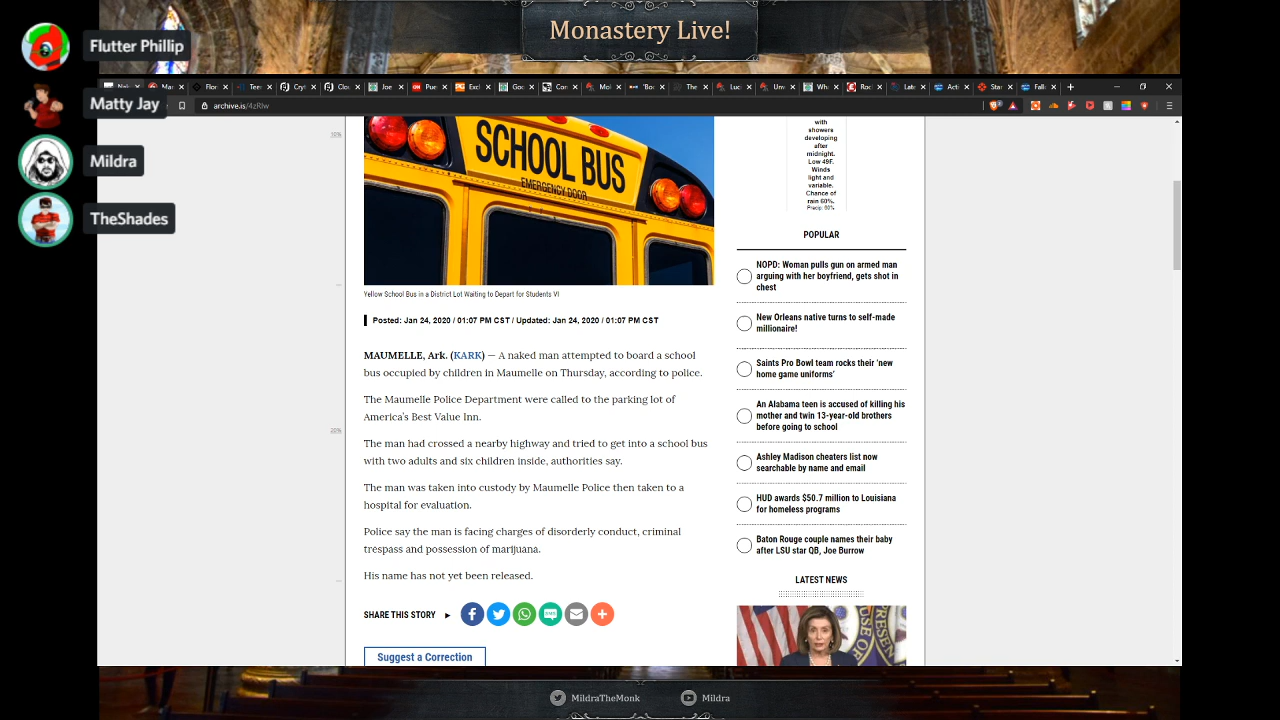 Monastery Live!
Flutter Phillip
Matty Jay
Mildra
TheShades
archive.is/4zRlw
SCHOOL BUS
EMERGENCY DOOR
Yellow School Bus in a District Lot Waiting to Depart for Students VI
Posted: Jan 24, 2020 / 01:07 PM CST / Updated: Jan 24, 2020 / 01:07 PM CST
MAUMELLE, Ark. (KARK) — A naked man attempted to board a school
bus occupied by children in Maumelle on Thursday, according to police.
The Maumelle Police Department were called to the parking lot of
America's Best Value Inn.
The man had crossed a nearby highway and tried to get into a school bus
with two adults and six children inside, authorities say.
The man was taken into custody by Maumelle Police then taken to a
hospital for evaluation.
Police say the man is facing charges of disorderly conduct, criminal
trespass and possession of marijuana.
His name has not yet been released.
SHARE THIS STORY
Suggest a Correction
with
showers
developing
after
midnight.
Low 49F.
Winds
light and
variable.
Chance of
rain 60%.
Precip: 60%
POPULAR
NOPD: Woman pulls gun on armed man
arguing with her boyfriend, gets shot in
chest
New Orleans native turns to self-made
millionaire!
Saints Pro Bowl team rocks their 'new
home game uniforms'
An Alabama teen is accused of killing his
mother and twin 13-year-old brothers
before going to school
Ashley Madison cheaters list now
searchable by name and email
HUD awards $50.7 million to Louisiana
for homeless programs
Baton Rouge couple names their baby
after LSU star QB, Joe Burrow
LATEST NEWS
MildraTheMonk
Mildra